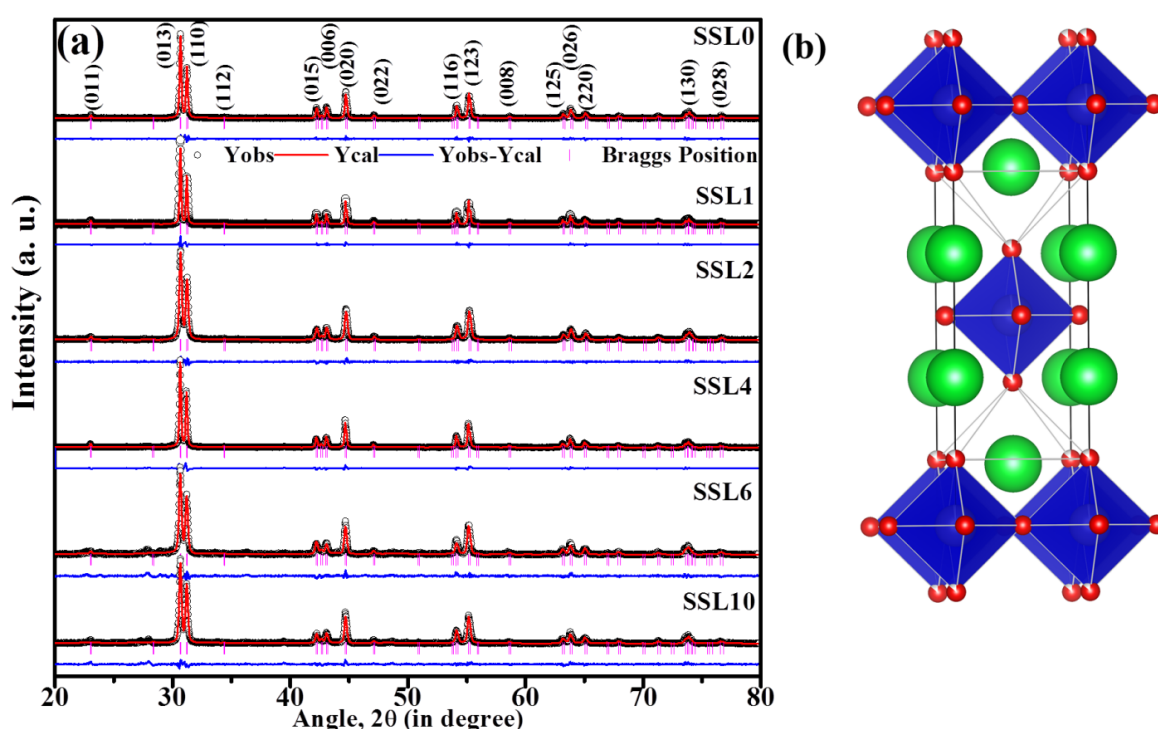 (a)
SSL0
(011)
(013)
(110)
(112)
(015)
(006)
(020)
(022)
(116)
(123)
(008)
(125)
(026)
(220)
(130)
(028)
Yobs Ycal Yobs-Ycal Braggs Position
SSL1
SSL2
SSL4
SSL6
SSL10
Intensity (a. u.)
20 30 40 50 60 70 80
Angle, 2θ (in degree)
(b)